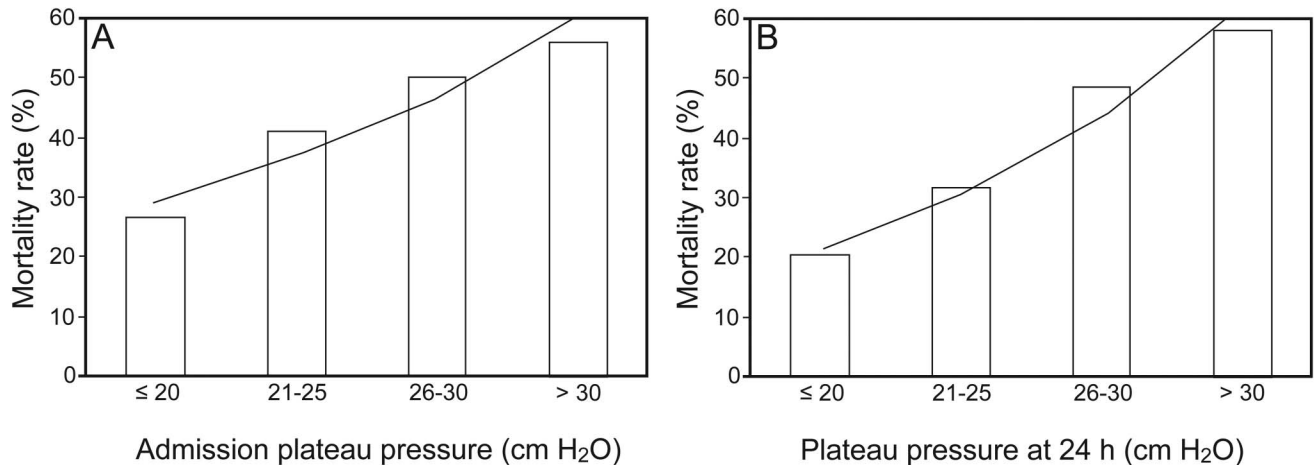 A
Mortality rate (%)
60
50
40
30
20
10
0
≤ 20 21-25 26-30 > 30
Admission plateau pressure (cm H₂O)
B
Mortality rate (%)
60
50
40
30
20
10
0
≤ 20 21-25 26-30 > 30
Plateau pressure at 24 h (cm H₂O)